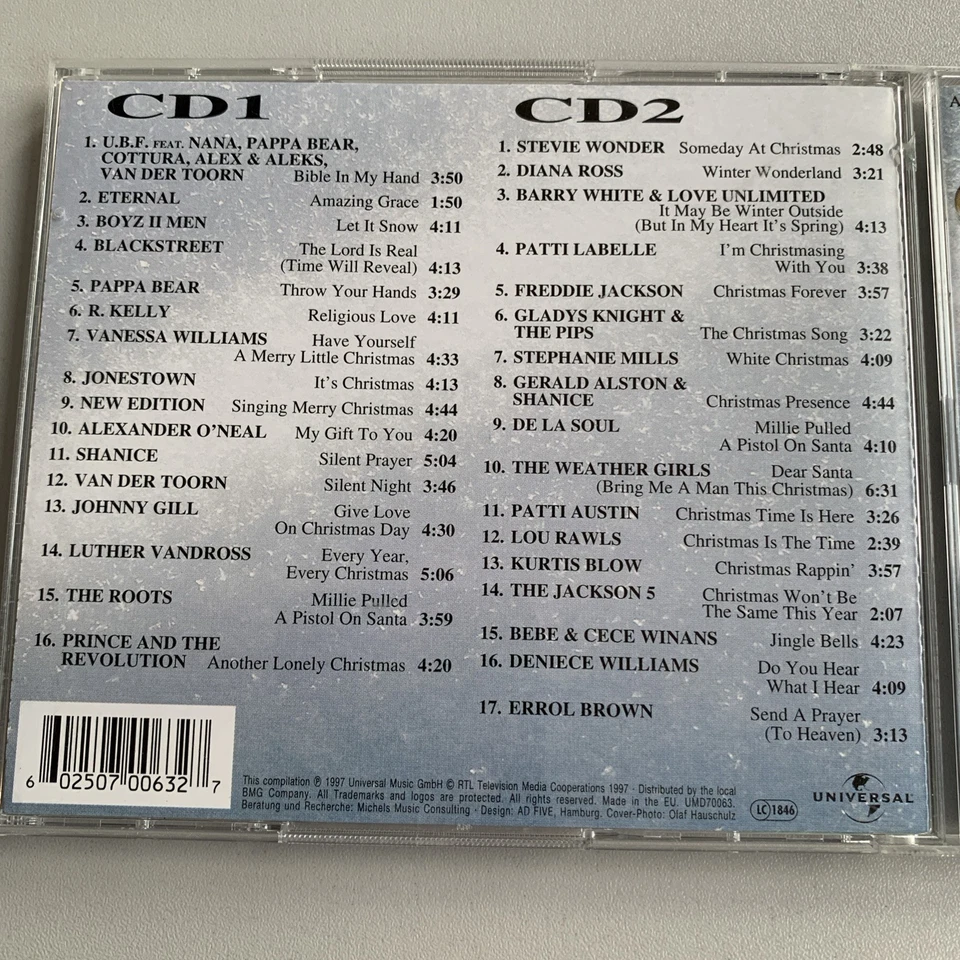 CD1
1. U.B.F. FEAT. NANA, PAPPA BEAR,
COTTURA, ALEX & ALEKS,
VAN DER TOORN Bible In My Hand 3:50
2. ETERNAL Amazing Grace 1:50
3. BOYZ II MEN Let It Snow 4:11
4. BLACKSTREET The Lord Is Real
(Time Will Reveal) 4:13
5. PAPPA BEAR Throw Your Hands 3:29
6. R. KELLY Religious Love 4:11
7. VANESSA WILLIAMS Have Yourself
A Merry Little Christmas 4:33
8. JONESTOWN It's Christmas 4:13
9. NEW EDITION Singing Merry Christmas 4:44
10. ALEXANDER O'NEAL My Gift To You 4:20
11. SHANICE Silent Prayer 5:04
12. VAN DER TOORN Silent Night 3:46
13. JOHNNY GILL Give Love
On Christmas Day 4:30
14. LUTHER VANDROSS Every Year,
Every Christmas 5:06
15. THE ROOTS Millie Pulled
A Pistol On Santa 3:59
16. PRINCE AND THE
REVOLUTION Another Lonely Christmas 4:20
CD2
1. STEVIE WONDER Someday At Christmas 2:48
2. DIANA ROSS Winter Wonderland 3:21
3. BARRY WHITE & LOVE UNLIMITED
It May Be Winter Outside
(But In My Heart It's Spring) 4:13
4. PATTI LABELLE I'm Christmasing
With You 3:38
5. FREDDIE JACKSON Christmas Forever 3:57
6. GLADYS KNIGHT &
THE PIPS The Christmas Song 3:22
7. STEPHANIE MILLS White Christmas 4:09
8. GERALD ALSTON &
SHANICE Christmas Presence 4:44
9. DE LA SOUL Millie Pulled
A Pistol On Santa 4:10
10. THE WEATHER GIRLS Dear Santa
(Bring Me A Man This Christmas) 6:31
11. PATTI AUSTIN Christmas Time Is Here 3:26
12. LOU RAWLS Christmas Is The Time 2:39
13. KURTIS BLOW Christmas Rappin' 3:57
14. THE JACKSON 5 Christmas Won't Be
The Same This Year 2:07
15. BEBE & CECE WINANS Jingle Bells 4:23
16. DENIECE WILLIAMS Do You Hear
What I Hear 4:09
17. ERROL BROWN Send A Prayer
(To Heaven) 3:13
6 02507 00632 7
This compilation ℗ 1997 Universal Music GmbH © RTL Television Media Cooperations 1997 · Distributed by the local
BMG Company. All Trademarks and logos are protected. All rights reserved. Made in the EU. UMD70063.
Beratung und Recherche: Michels Music Consulting · Design: AD FIVE, Hamburg. Cover-Photo: Olaf Hauschulz
LC 1846
UNIVERSAL
A